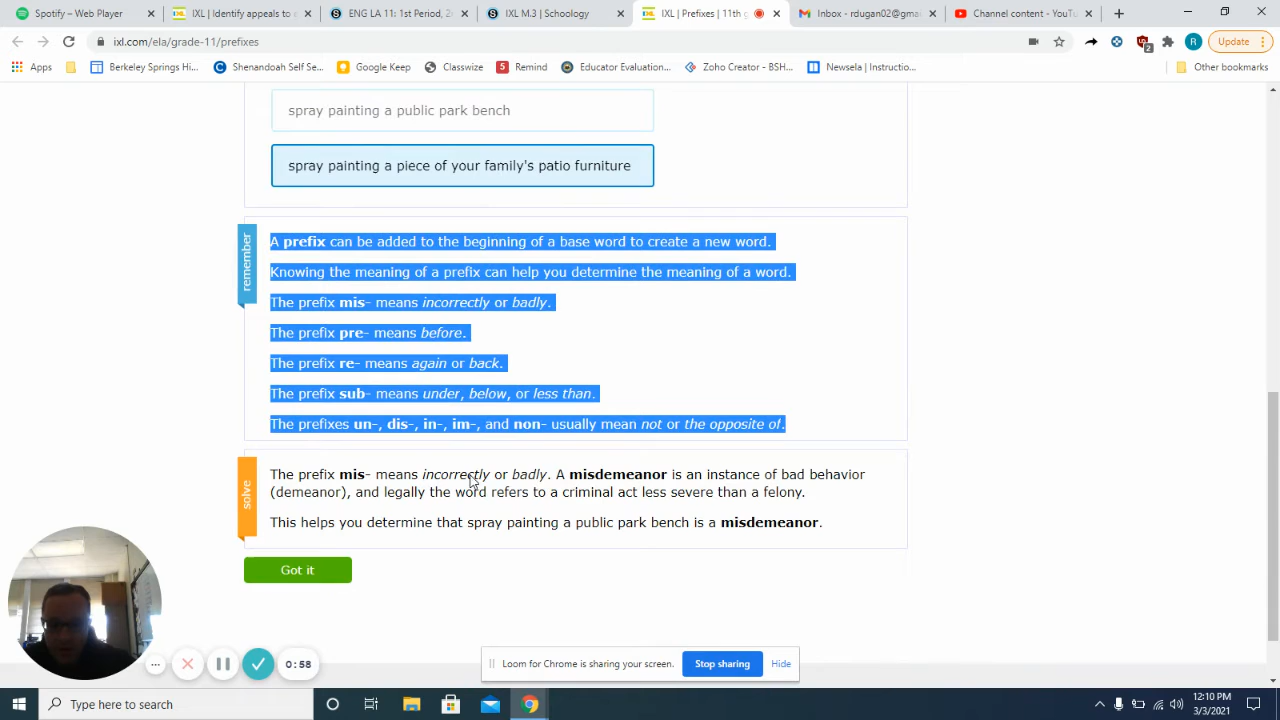 Spotify – Web Player
IXL | Identify appeals to e
ENG LA 11: 1st Period, 2
IXL M.3 | Schoology
IXL | Prefixes | 11th g
Inbox - rdugan02@gma
Channel content - YouTu
ixl.com/ela/grade-11/prefixes
2
R
Update
Apps
Berkeley Springs Hi...
Shenandoah Self Se...
Google Keep
Classwize
Remind
Educator Evaluation...
Zoho Creator - BSH...
Newsela | Instructio...
Other bookmarks
spray painting a public park bench
spray painting a piece of your family's patio furniture
remember
A prefix can be added to the beginning of a base word to create a new word.
Knowing the meaning of a prefix can help you determine the meaning of a word.
The prefix mis- means incorrectly or badly.
The prefix pre- means before.
The prefix re- means again or back.
The prefix sub- means under, below, or less than.
The prefixes un-, dis-, in-, im-, and non- usually mean not or the opposite of.
solve
The prefix mis- means incorrectly or badly. A misdemeanor is an instance of bad behavior
(demeanor), and legally the word refers to a criminal act less severe than a felony.
This helps you determine that spray painting a public park bench is a misdemeanor.
Got it
0:58
Loom for Chrome is sharing your screen.
Stop sharing
Hide
Type here to search
12:10 PM
3/3/2021